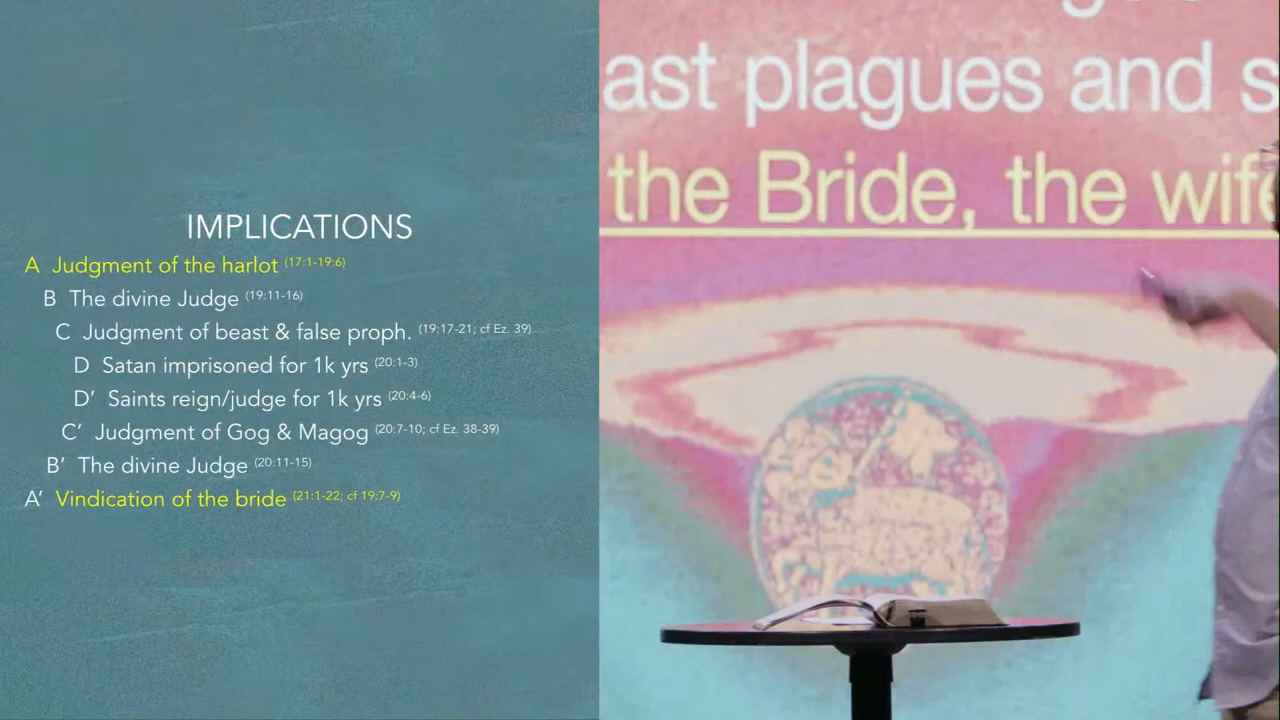 IMPLICATIONS
A Judgment of the harlot (17:1-19:6)
B The divine Judge (19:11-16)
C Judgment of beast & false proph. (19:17-21; cf Ez. 39)
D Satan imprisoned for 1k yrs (20:1-3)
D’ Saints reign/judge for 1k yrs (20:4-6)
C’ Judgment of Gog & Magog (20:7-10; cf Ez. 38-39)
B’ The divine Judge (20:11-15)
A’ Vindication of the bride (21:1-22; cf 19:7-9)
ast plagues and s
the Bride, the wife